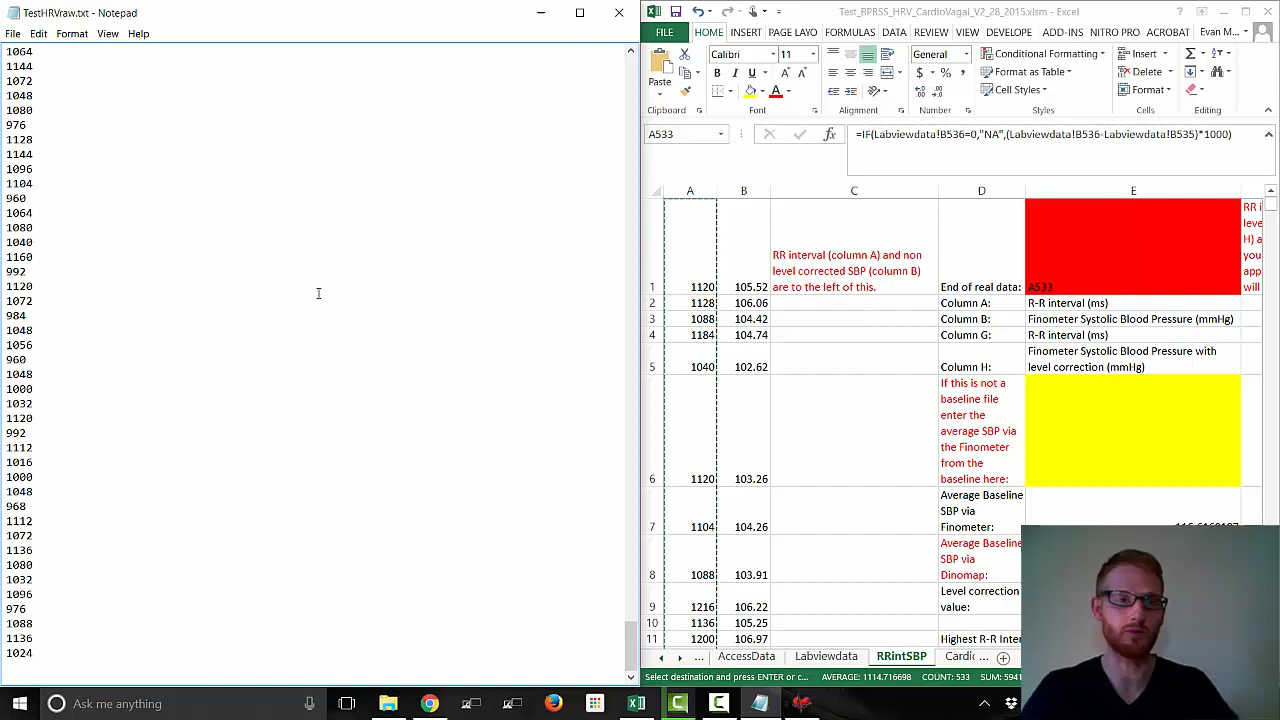 TestHRVraw.txt - Notepad
File Edit Format View Help
1064
1144
1072
1048
1080
976
1128
1144
1096
1104
960
1064
1080
1040
1160
992
1120
1072
984
1048
1056
960
1048
1000
1032
1120
992
1112
1016
1000
1048
968
1112
1072
1136
1080
1032
1096
976
1088
1136
1024
Test_BPRSS_HRV_CardioVagal_V2_28_2015.xlsm - Excel
FILE HOME INSERT PAGE LAYO FORMULAS DATA REVIEW VIEW DEVELOPE ADD-INS NITRO PRO ACROBAT Evan M...
Paste
Calibri 11
B I U
General
$ % ,
Conditional Formatting
Format as Table
Cell Styles
Insert
Delete
Format
Clipboard Font Alignment Number Styles Cells Editing
A533 fx =IF(Labviewdata!B536=0,"NA",(Labviewdata!B536-Labviewdata!B535)*1000)
A B C D E
1 1120 105.52 RR interval (column A) and non
level corrected SBP (column B)
are to the left of this. End of real data: A533
RR i
leve
H) a
you
app
will
2 1128 106.06 Column A: R-R interval (ms)
3 1088 104.42 Column B: Finometer Systolic Blood Pressure (mmHg)
4 1184 104.74 Column G: R-R interval (ms)
5 1040 102.62 Column H: Finometer Systolic Blood Pressure with
level correction (mmHg)
If this is not a
baseline file
enter the
average SBP via
the Finometer
from the
6 1120 103.26 baseline here:
Average Baseline
SBP via
7 1104 104.26 Finometer:
Average Baseline
SBP via
8 1088 103.91 Dinomap:
Level correction
9 1216 106.22 value:
10 1136 105.25
11 1200 106.97 Highest R-R Inter
... AccessData Labviewdata RRintSBP Cardic ...
Select destination and press ENTER or c... AVERAGE: 1114.716698 COUNT: 533 SUM: 5941
Ask me anything